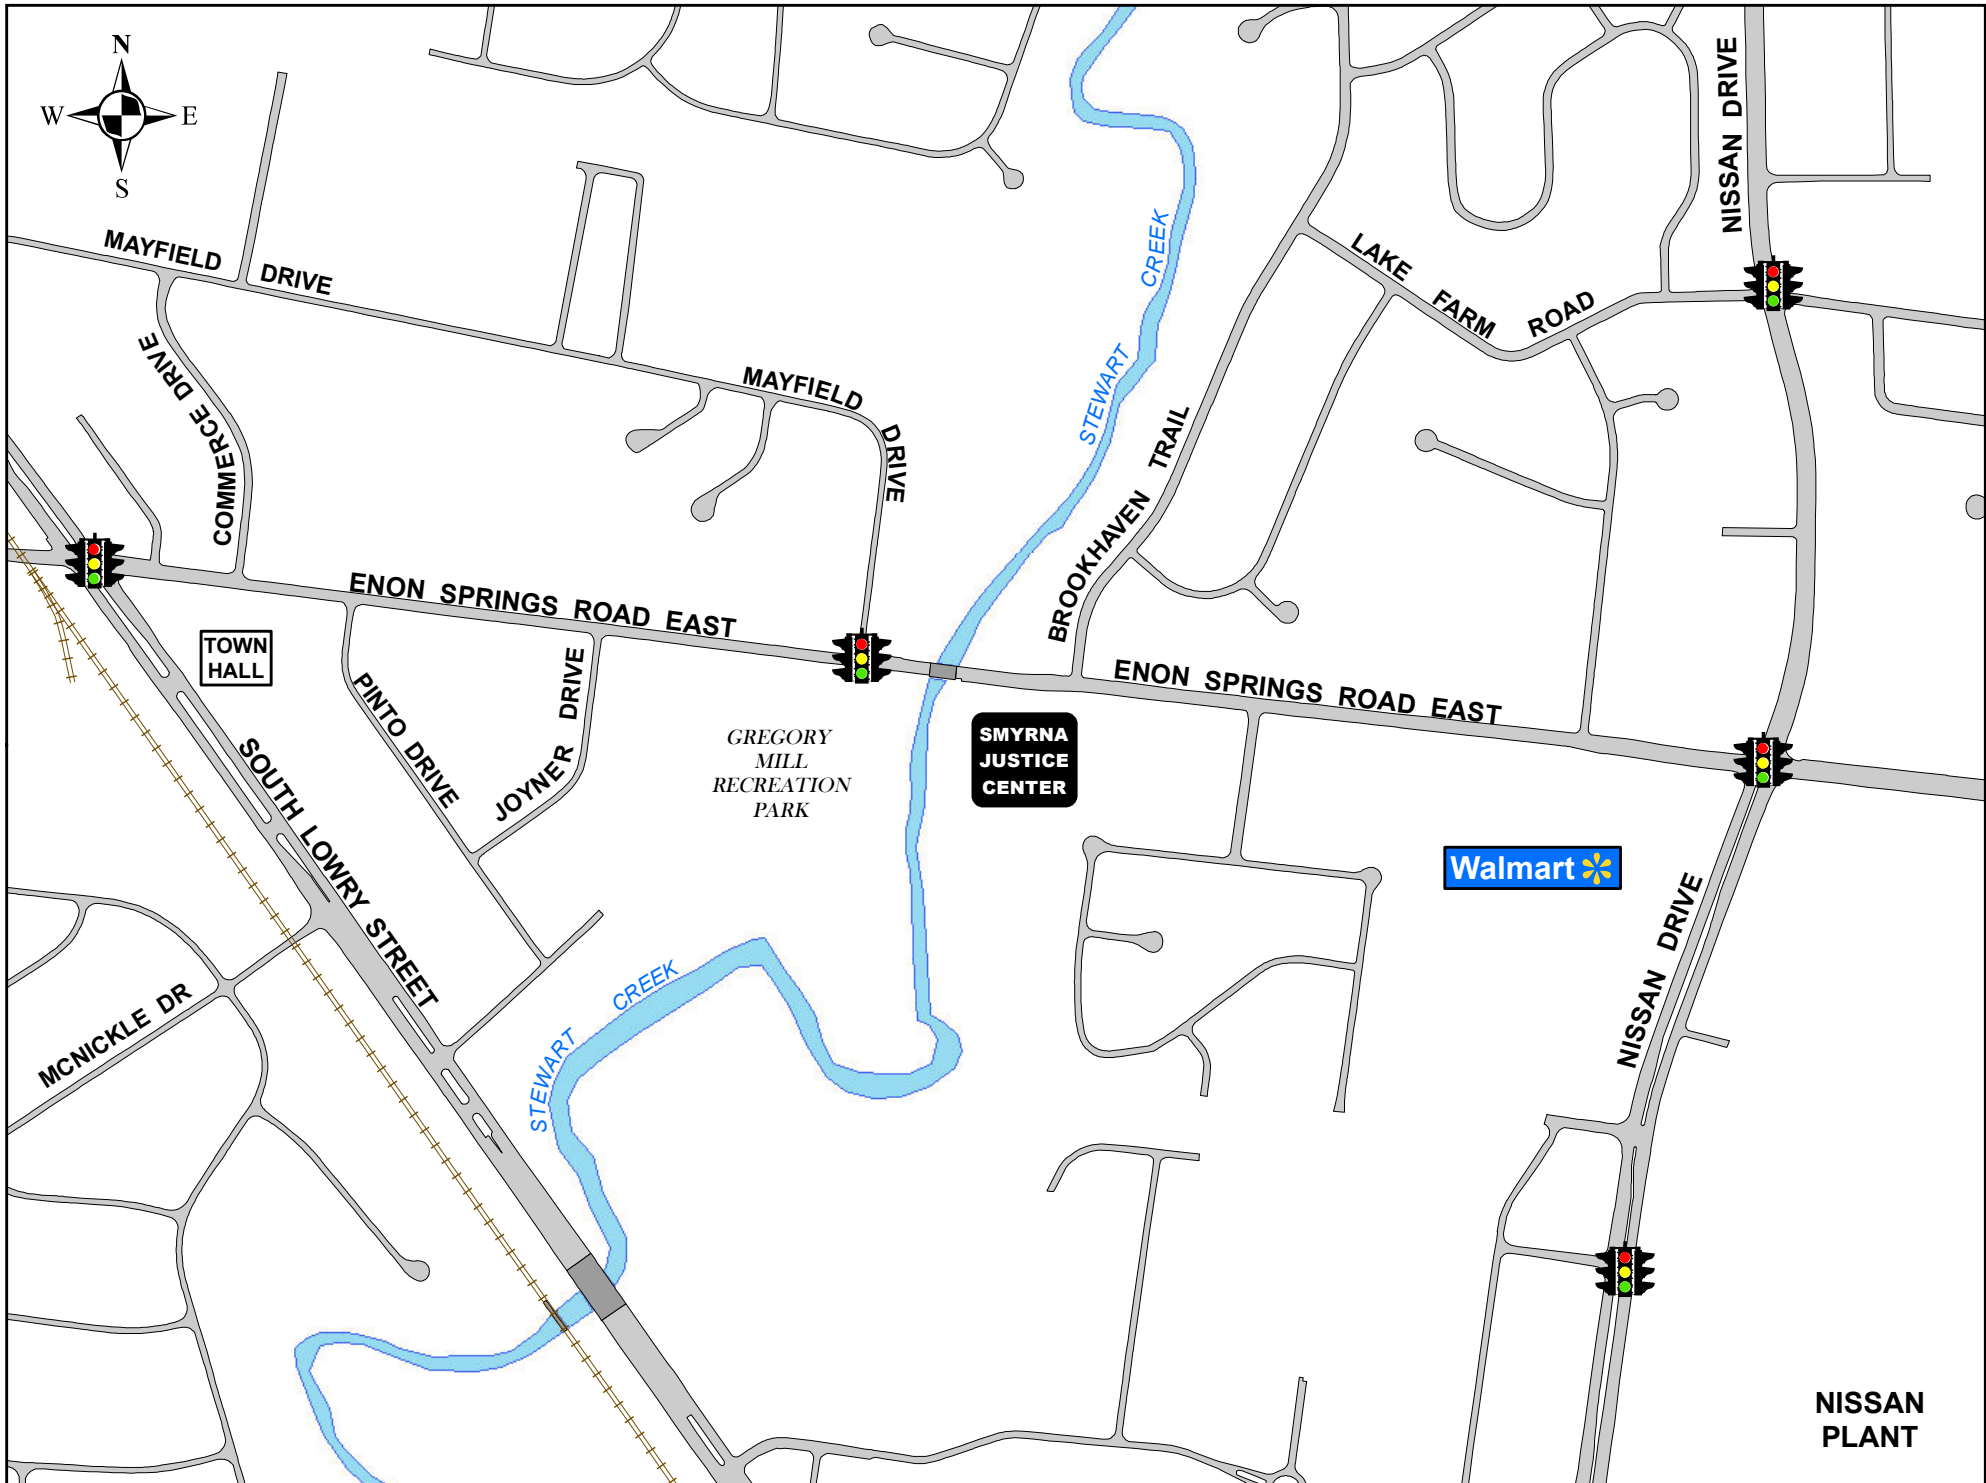 N
W E
S
MAYFIELD DRIVE
COMMERCE DRIVE
MAYFIELD DRIVE
STEWART CREEK
BROOKHAVEN TRAIL
LAKE FARM ROAD
NISSAN DRIVE
ENON SPRINGS ROAD EAST
TOWN
HALL
PINTO DRIVE
JOYNER DRIVE
SOUTH LOWRY STREET
GREGORY
MILL
RECREATION
PARK
SMYRNA
JUSTICE
CENTER
ENON SPRINGS ROAD EAST
Walmart
NISSAN DRIVE
STEWART CREEK
MCNICKLE DR
NISSAN
PLANT